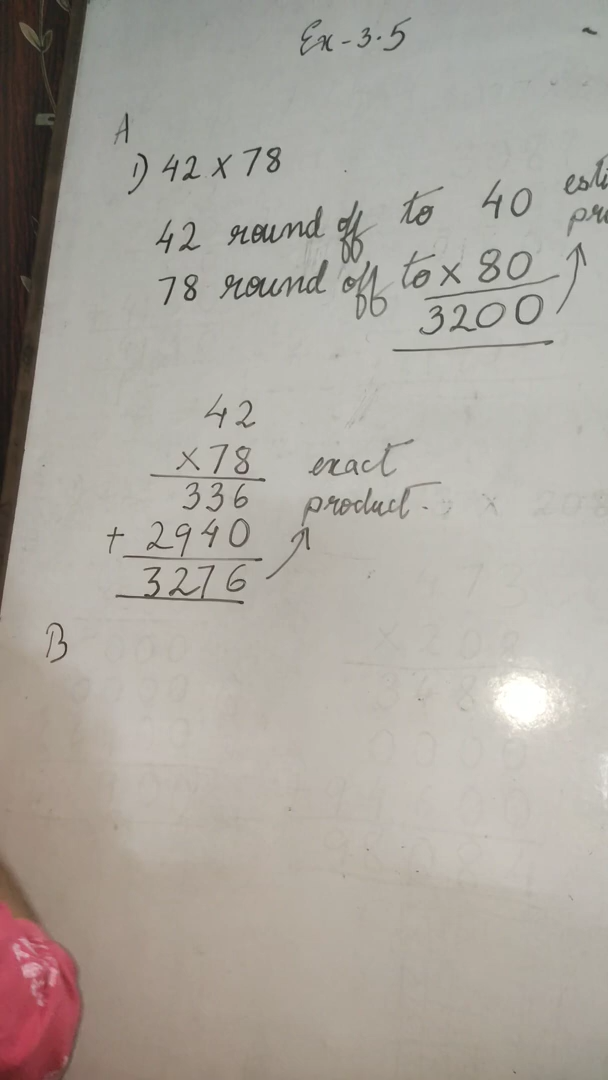 Ex-3.5
A
1) 42 x 78
42 round off to 40
78 round off to x 80
3200
42
x78
336
+ 2940
3276
exact
product.
B